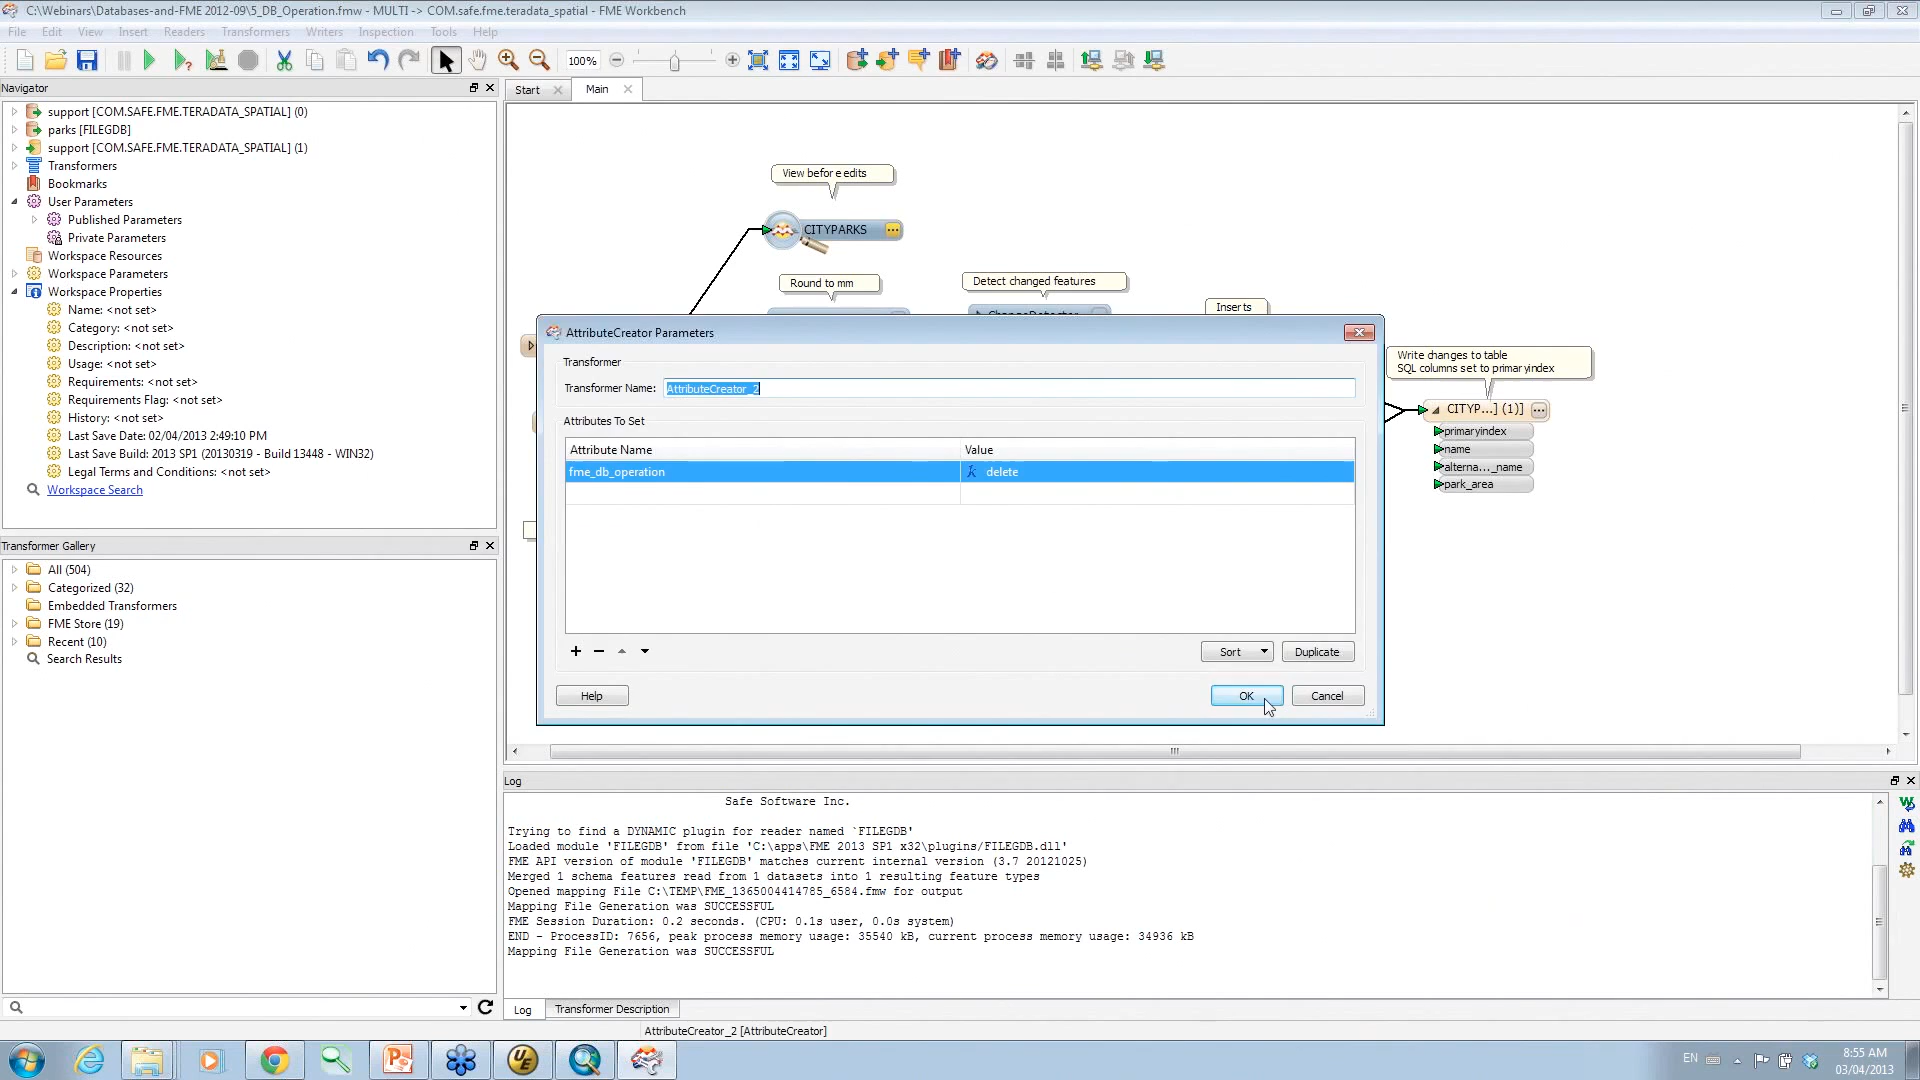 C:\Webinars\Databases-and-FME 2012-09\5_DB_Operation.fmw - MULTI -> COM.safe.fme.teradata_spatial - FME Workbench
File Edit View Insert Readers Transformers Writers Inspection Tools Help
100%
Navigator
support [COM.SAFE.FME.TERADATA_SPATIAL] (0)
parks [FILEGDB]
support [COM.SAFE.FME.TERADATA_SPATIAL] (1)
Transformers
Bookmarks
User Parameters
Published Parameters
Private Parameters
Workspace Resources
Workspace Parameters
Workspace Properties
Name: <not set>
Category: <not set>
Description: <not set>
Usage: <not set>
Requirements: <not set>
Requirements Flag: <not set>
History: <not set>
Last Save Date: 02/04/2013 2:49:10 PM
Last Save Build: 2013 SP1 (20130319 - Build 13448 - WIN32)
Legal Terms and Conditions: <not set>
Workspace Search
Transformer Gallery
All (504)
Categorized (32)
Embedded Transformers
FME Store (19)
Recent (10)
Search Results
Start Main
View before edits
CITYPARKS
Round to mm
Detect changed features
ChangeDetector
Inserts
Write changes to table
SQL columns set to primaryindex
CITYP...] (1)]
primaryindex
name
alterna..._name
park_area
AttributeCreator Parameters
Transformer
Transformer Name: AttributeCreator_2
Attributes To Set
Attribute Name Value
fme_db_operation delete
Sort Duplicate
Help OK Cancel
Log
Safe Software Inc.
Trying to find a DYNAMIC plugin for reader named `FILEGDB'
Loaded module 'FILEGDB' from file 'C:\apps\FME 2013 SP1 x32\plugins/FILEGDB.dll'
FME API version of module 'FILEGDB' matches current internal version (3.7 20121025)
Merged 1 schema features read from 1 datasets into 1 resulting feature types
Opened mapping File C:\TEMP\FME_1365004414785_6584.fmw for output
Mapping File Generation was SUCCESSFUL
FME Session Duration: 0.2 seconds. (CPU: 0.1s user, 0.0s system)
END - ProcessID: 7656, peak process memory usage: 35540 kB, current process memory usage: 34936 kB
Mapping File Generation was SUCCESSFUL
Log Transformer Description
AttributeCreator_2 [AttributeCreator]
EN
8:55 AM
03/04/2013